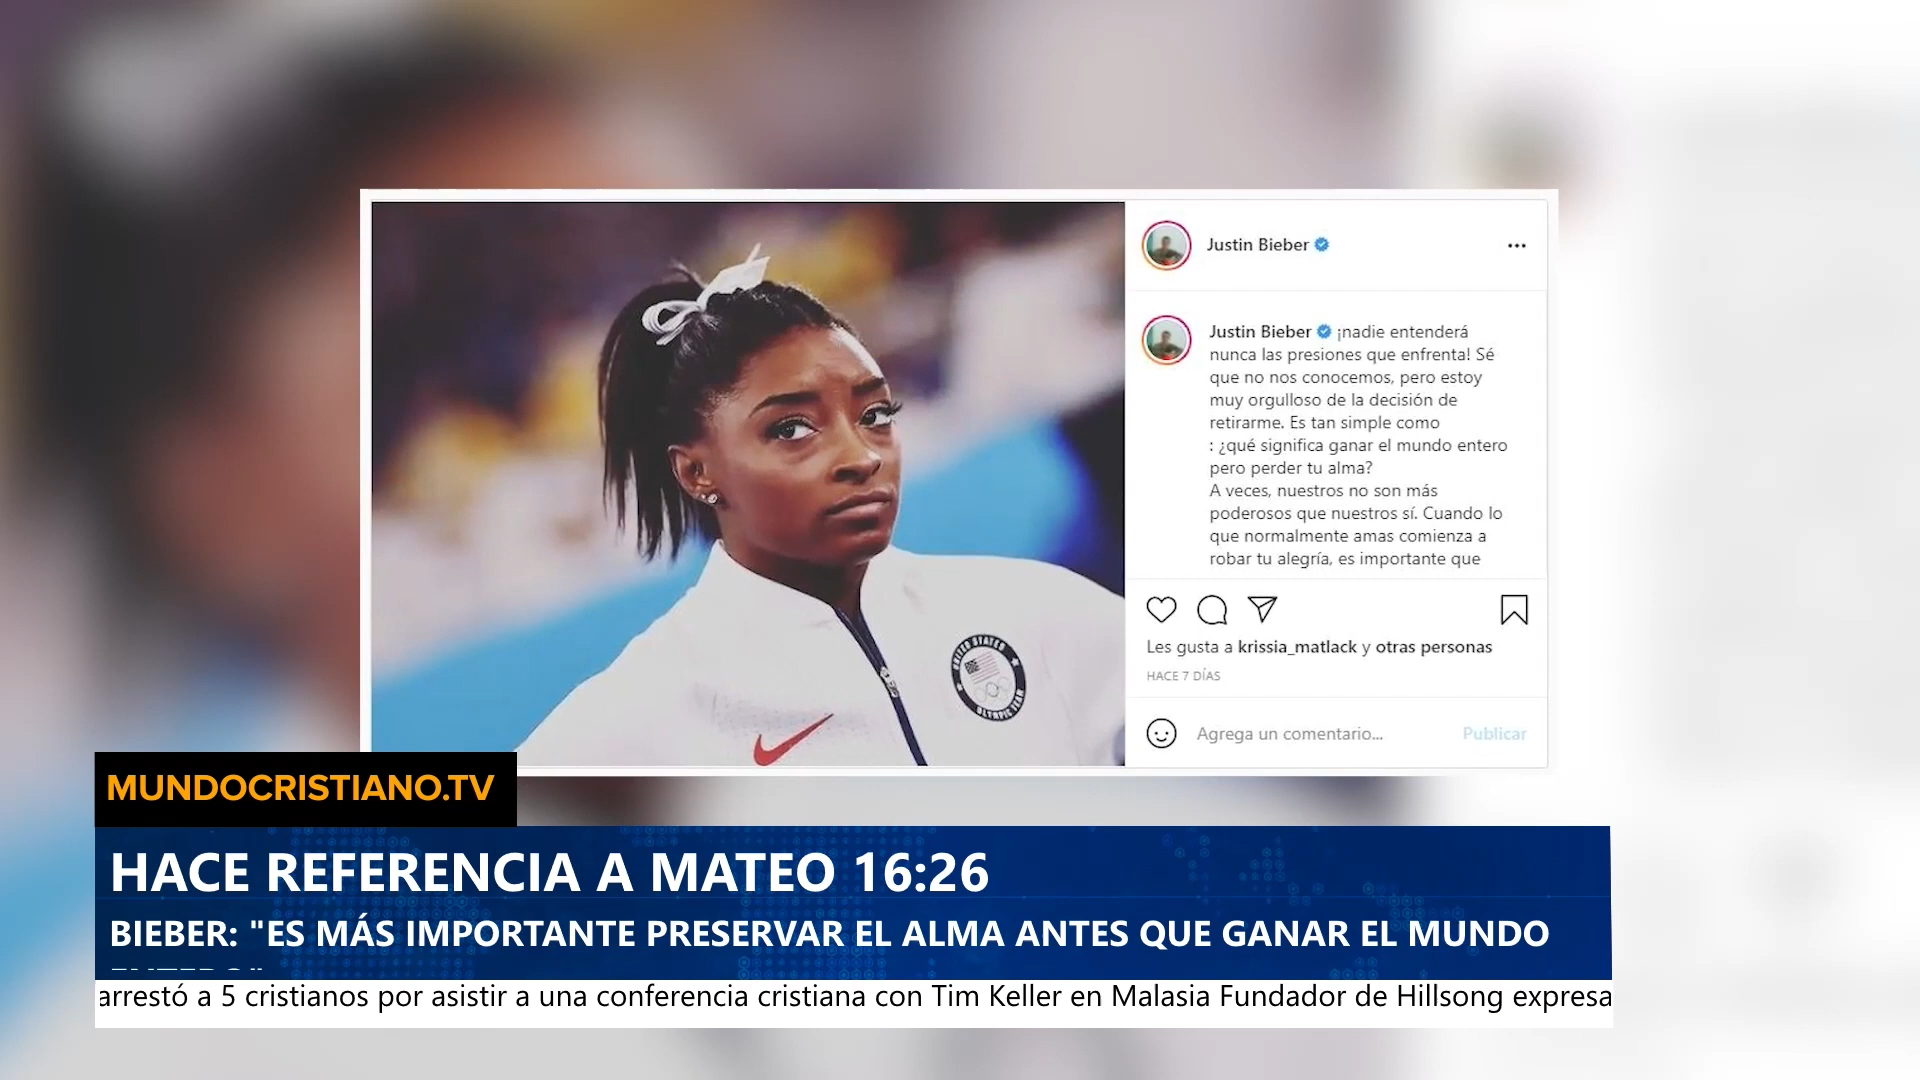 Justin Bieber
Justin Bieber ¡nadie entenderá
nunca las presiones que enfrenta! Sé
que no nos conocemos, pero estoy
muy orgulloso de la decisión de
retirarme. Es tan simple como
: ¿qué significa ganar el mundo entero
pero perder tu alma?
A veces, nuestros no son más
poderosos que nuestros sí. Cuando lo
que normalmente amas comienza a
robar tu alegría, es importante que
Les gusta a krissia_matlack y otras personas
HACE 7 DÍAS
Agrega un comentario... Publicar
UNITED STATES
OLYMPIC TEAM
MUNDOCRISTIANO.TV
HACE REFERENCIA A MATEO 16:26
BIEBER: "ES MÁS IMPORTANTE PRESERVAR EL ALMA ANTES QUE GANAR EL MUNDO
arrestó a 5 cristianos por asistir a una conferencia cristiana con Tim Keller en Malasia Fundador de Hillsong expresa